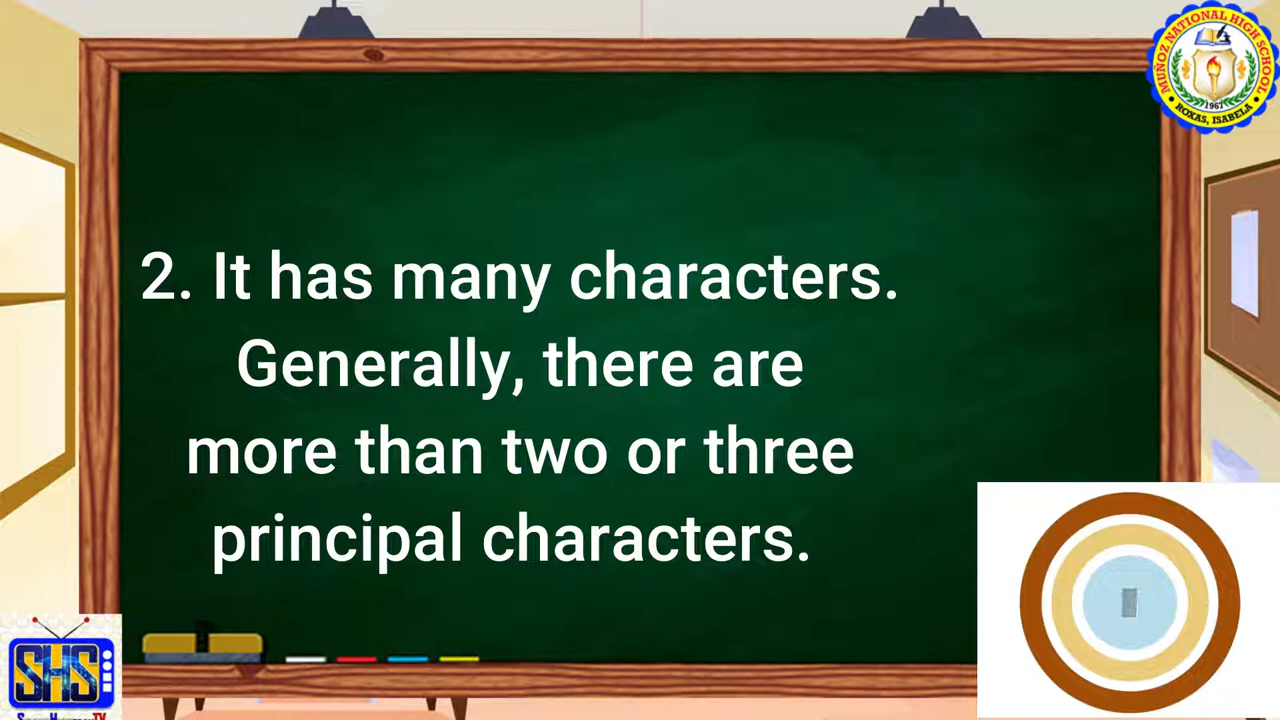 MUÑOZ NATIONAL HIGH SCHOOL
1967
ROXAS, ISABELA
2. It has many characters.
Generally, there are
more than two or three
principal characters.
SHS